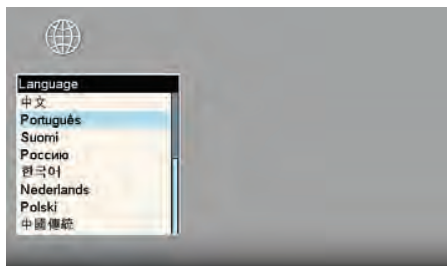 Language
中文
Português
Suomi
Россию
한국어
Nederlands
Polski
中國傳統